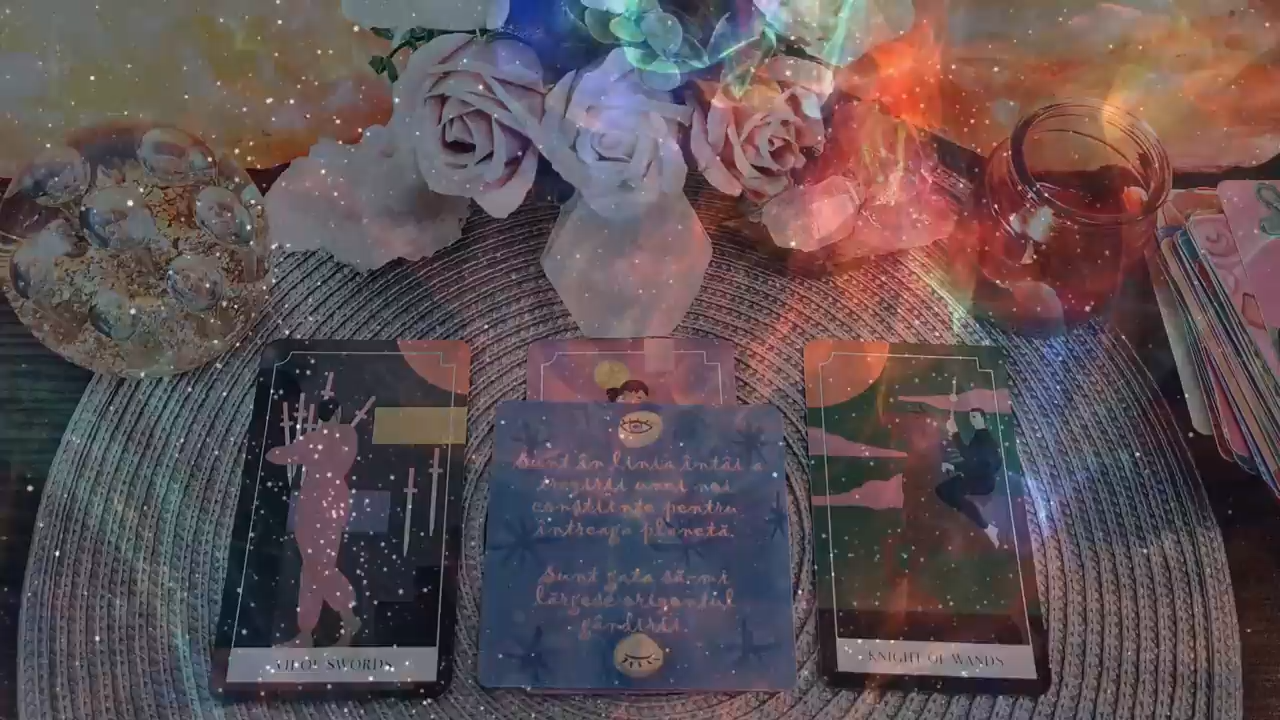 VII OF SWORDS
Sunt în linia întâi a
trezirii unei noi
conștiințe pentru
întreaga planetă.
Sunt gata să-mi
lărgesc orizontul
gândirii.
KNIGHT OF WANDS